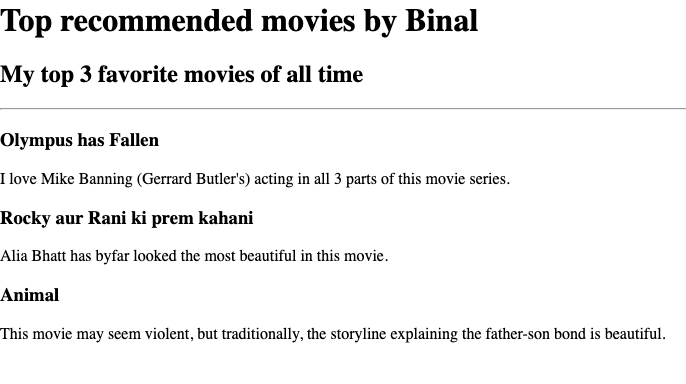 Top recommended movies by Binal
My top 3 favorite movies of all time
Olympus has Fallen
I love Mike Banning (Gerrard Butler's) acting in all 3 parts of this movie series.
Rocky aur Rani ki prem kahani
Alia Bhatt has byfar looked the most beautiful in this movie.
Animal
This movie may seem violent, but traditionally, the storyline explaining the father-son bond is beautiful.